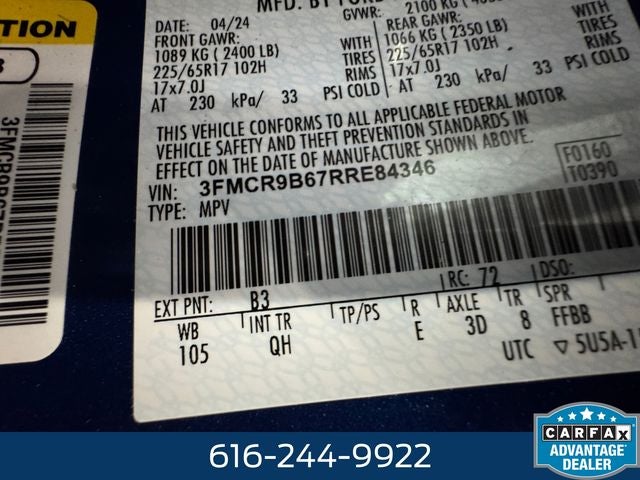 MFD. BY FORD
DATE: 04/24
GVWR: 2100 KG
FRONT GAWR:
1089 KG (2400 LB)
225/65R17 102H
17x7.0J
WITH
TIRES
RIMS
AT 230 kPa/ 33 PSI COLD
REAR GAWR:
1066 KG (2350 LB)
225/65R17 102H
17x7.0J
WITH
TIRES
RIMS
AT 230 kPa/ 33 PSI COLD
THIS VEHICLE CONFORMS TO ALL APPLICABLE FEDERAL MOTOR
VEHICLE SAFETY AND THEFT PREVENTION STANDARDS IN
EFFECT ON THE DATE OF MANUFACTURE SHOWN ABOVE.
VIN: 3FMCR9B67RRE84346
TYPE: MPV
F0160
T0390
EXT PNT: B3
RC: 72
DSO:
WB
105
INT TR
QH
TP/PS
R
E
AXLE
3D
TR
8
SPR
FFBB
UTC ▽ 5U5A-1
616-244-9922
CARFAX
ADVANTAGE
DEALER